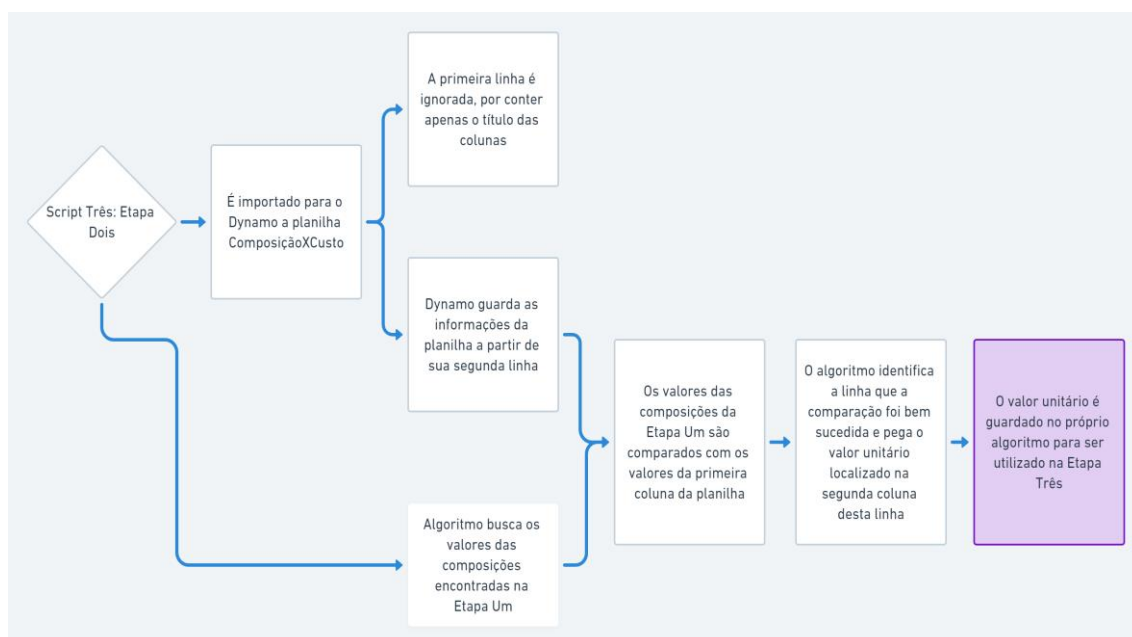 Script Três: Etapa
Dois
É importado para o
Dynamo a planilha
ComposiçãoXCusto
A primeira linha é
ignorada, por conter
apenas o título das
colunas
Dynamo guarda as
informações da
planilha a partir de
sua segunda linha
Algoritmo busca os
valores das
composições
encontradas na
Etapa Um
Os valores das
composições da
Etapa Um são
comparados com os
valores da primeira
coluna da planilha
O algoritmo identifica
a linha que a
comparação foi bem
sucedida e pega o
valor unitário
localizado na
segunda coluna
desta linha
O valor unitário é
guardado no próprio
algoritmo para ser
utilizado na Etapa
Três